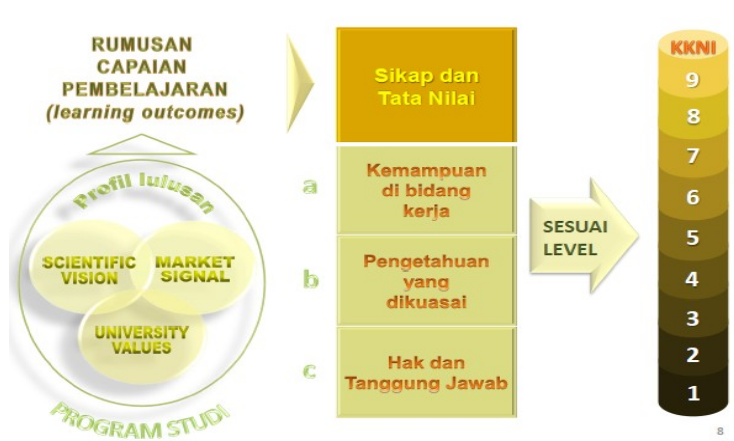 RUMUSAN
CAPAIAN
PEMBELAJARAN
(learning outcomes)
Profil lulusan
SCIENTIFIC
VISION
MARKET
SIGNAL
UNIVERSITY
VALUES
PROGRAM STUDI
Sikap dan
Tata Nilai
a
Kemampuan
di bidang
kerja
b
Pengetahuan
yang
dikuasai
c
Hak dan
Tanggung Jawab
SESUAI
LEVEL
KKNI
9
8
7
6
5
4
3
2
1
8